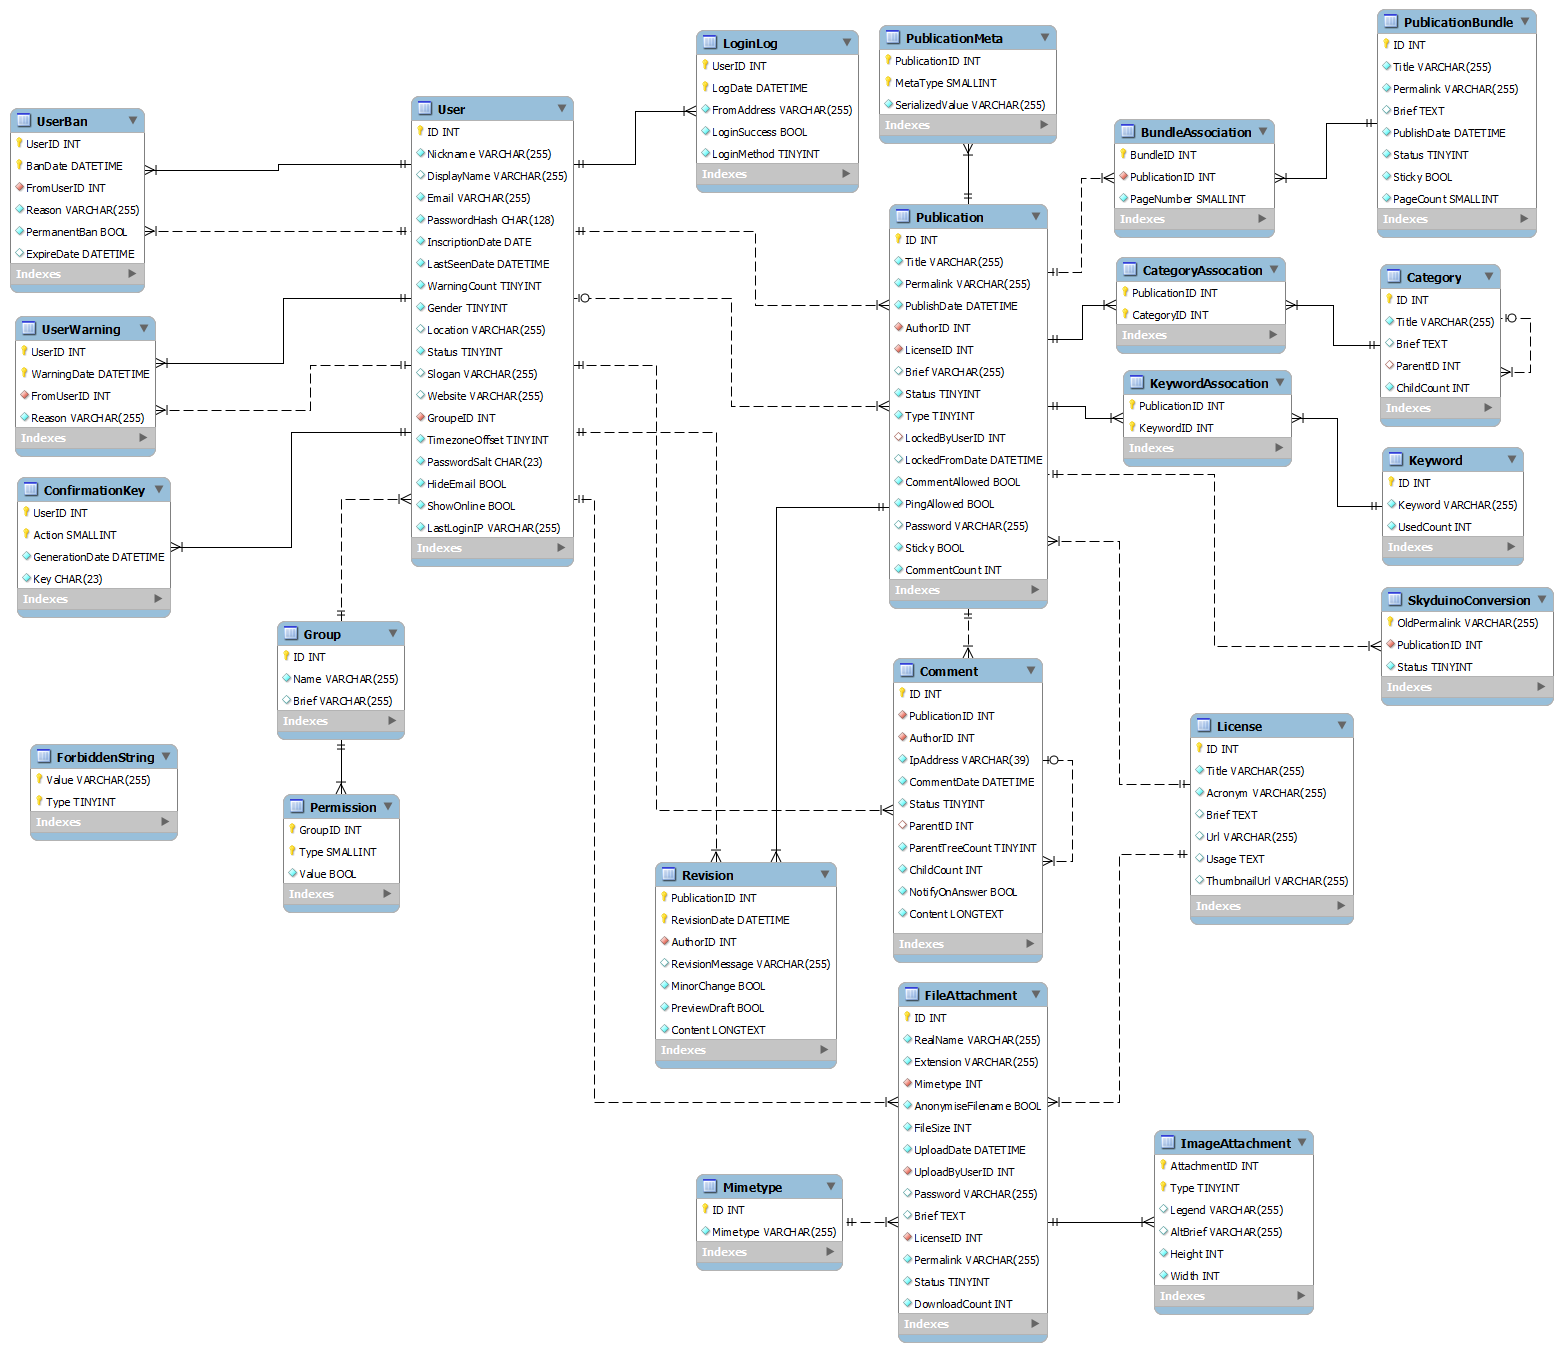 UserBan
UserID INT
BanDate DATETIME
FromUserID INT
Reason VARCHAR(255)
PermanentBan BOOL
ExpireDate DATETIME
Indexes
UserWarning
UserID INT
WarningDate DATETIME
FromUserID INT
Reason VARCHAR(255)
Indexes
ConfirmationKey
UserID INT
Action SMALLINT
GenerationDate DATETIME
Key CHAR(23)
Indexes
ForbiddenString
Value VARCHAR(255)
Type TINYINT
Indexes
User
ID INT
Nickname VARCHAR(255)
DisplayName VARCHAR(255)
Email VARCHAR(255)
PasswordHash CHAR(128)
InscriptionDate DATE
LastSeenDate DATETIME
WarningCount TINYINT
Gender TINYINT
Location VARCHAR(255)
Status TINYINT
Slogan VARCHAR(255)
Website VARCHAR(255)
GroupeID INT
TimezoneOffset TINYINT
PasswordSalt CHAR(23)
HideEmail BOOL
ShowOnline BOOL
LastLoginIP VARCHAR(255)
Indexes
Group
ID INT
Name VARCHAR(255)
Brief VARCHAR(255)
Indexes
Permission
GroupID INT
Type SMALLINT
Value BOOL
Indexes
LoginLog
UserID INT
LogDate DATETIME
FromAddress VARCHAR(255)
LoginSuccess BOOL
LoginMethod TINYINT
Indexes
Revision
PublicationID INT
RevisionDate DATETIME
AuthorID INT
RevisionMessage VARCHAR(255)
MinorChange BOOL
PreviewDraft BOOL
Content LONGTEXT
Indexes
Mimetype
ID INT
Mimetype VARCHAR(255)
Indexes
PublicationMeta
PublicationID INT
MetaType SMALLINT
SerializedValue VARCHAR(255)
Indexes
Publication
ID INT
Title VARCHAR(255)
Permalink VARCHAR(255)
PublishDate DATETIME
AuthorID INT
LicenseID INT
Brief VARCHAR(255)
Status TINYINT
Type TINYINT
LockedByUserID INT
LockedFromDate DATETIME
CommentAllowed BOOL
PingAllowed BOOL
Password VARCHAR(255)
Sticky BOOL
CommentCount INT
Indexes
Comment
ID INT
PublicationID INT
AuthorID INT
IpAddress VARCHAR(39)
CommentDate DATETIME
Status TINYINT
ParentID INT
ParentTreeCount TINYINT
ChildCount INT
NotifyOnAnswer BOOL
Content LONGTEXT
Indexes
FileAttachment
ID INT
RealName VARCHAR(255)
Extension VARCHAR(255)
Mimetype INT
AnonymiseFilename BOOL
FileSize INT
UploadDate DATETIME
UploadByUserID INT
Password VARCHAR(255)
Brief TEXT
LicenseID INT
Permalink VARCHAR(255)
Status TINYINT
DownloadCount INT
Indexes
BundleAssociation
BundleID INT
PublicationID INT
PageNumber SMALLINT
Indexes
CategoryAssocation
PublicationID INT
CategoryID INT
Indexes
KeywordAssocation
PublicationID INT
KeywordID INT
Indexes
PublicationBundle
ID INT
Title VARCHAR(255)
Permalink VARCHAR(255)
Brief TEXT
PublishDate DATETIME
Status TINYINT
Sticky BOOL
PageCount SMALLINT
Indexes
Category
ID INT
Title VARCHAR(255)
Brief TEXT
ParentID INT
ChildCount INT
Indexes
Keyword
ID INT
Keyword VARCHAR(255)
UsedCount INT
Indexes
SkyduinoConversion
OldPermalink VARCHAR(255)
PublicationID INT
Status TINYINT
Indexes
License
ID INT
Title VARCHAR(255)
Acronym VARCHAR(255)
Brief TEXT
Url VARCHAR(255)
Usage TEXT
ThumbnailUrl VARCHAR(255)
Indexes
ImageAttachment
AttachmentID INT
Type TINYINT
Legend VARCHAR(255)
AltBrief VARCHAR(255)
Height INT
Width INT
Indexes